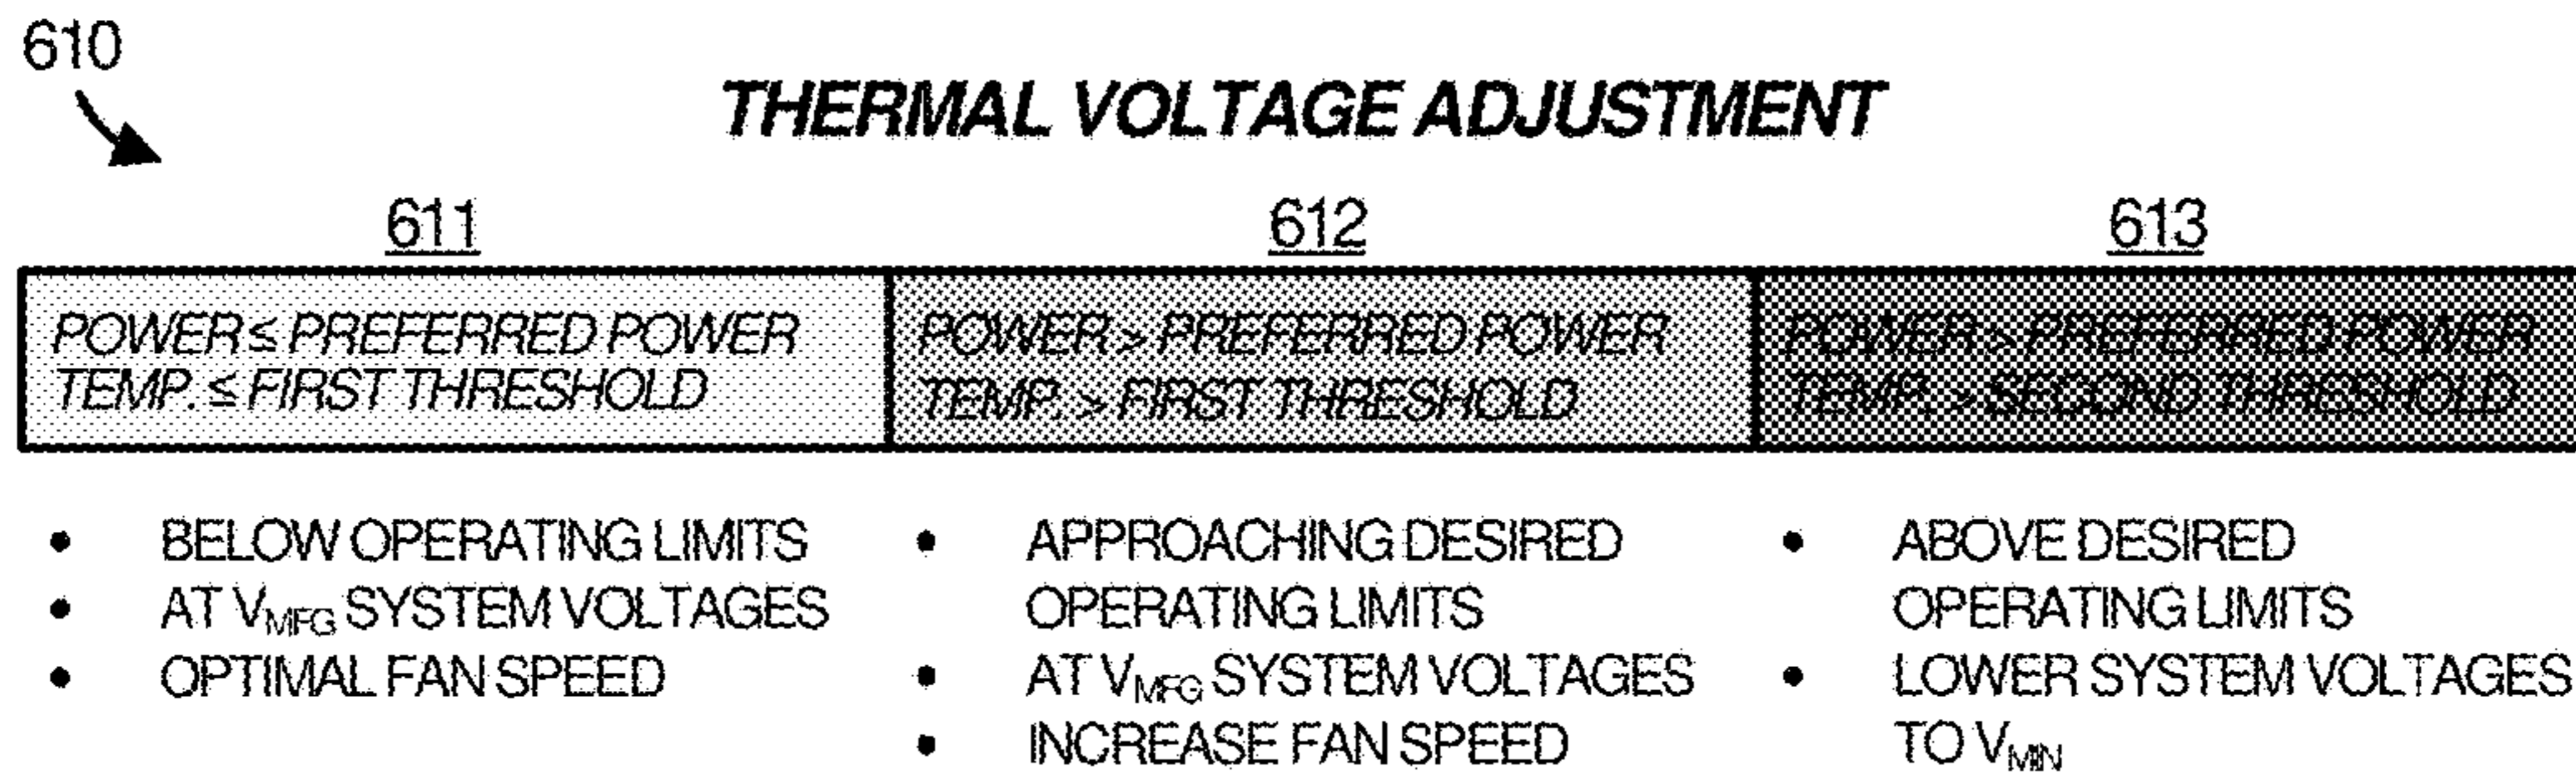 610
THERMAL VOLTAGE ADJUSTMENT
611
612
613
POWER ≤ PREFERRED POWER
TEMP. ≤ FIRST THRESHOLD
POWER > PREFERRED POWER
TEMP. > FIRST THRESHOLD
POWER > PREFERRED POWER
TEMP. > SECOND THRESHOLD
• BELOW OPERATING LIMITS
• AT VMFG SYSTEM VOLTAGES
• OPTIMAL FAN SPEED
• APPROACHING DESIRED
OPERATING LIMITS
• AT VMFG SYSTEM VOLTAGES
• INCREASE FAN SPEED
• ABOVE DESIRED
OPERATING LIMITS
• LOWER SYSTEM VOLTAGES
TO VMIN